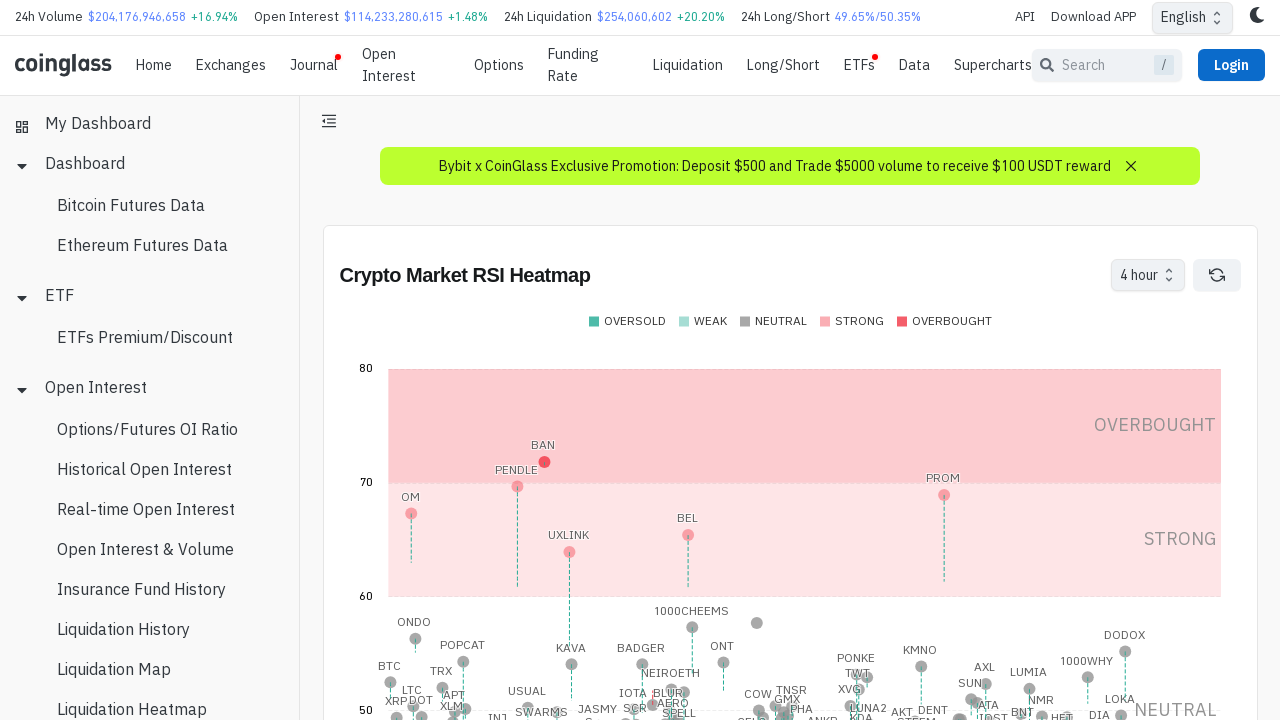 24h Volume $204,176,946,658 +16.94% Open Interest $114,233,280,615 +1.48% 24h Liquidation $254,060,602 +20.20% 24h Long/Short 49.65%/50.35% API Download APP English
coinglass Home Exchanges Journal Open Interest Options Funding Rate Liquidation Long/Short ETFs Data Supercharts Search / Login
My Dashboard
Dashboard
Bitcoin Futures Data
Ethereum Futures Data
ETF
ETFs Premium/Discount
Open Interest
Options/Futures OI Ratio
Historical Open Interest
Real-time Open Interest
Open Interest & Volume
Insurance Fund History
Liquidation History
Liquidation Map
Liquidation Heatmap
Bybit x CoinGlass Exclusive Promotion: Deposit $500 and Trade $5000 volume to receive $100 USDT reward
Crypto Market RSI Heatmap
4 hour
OVERSOLD WEAK NEUTRAL STRONG OVERBOUGHT
80
OVERBOUGHT
BAN
PENDLE
PROM
70
OM
BEL
UXLINK
STRONG
60
1000CHEEMS
ONDO
DODOX
POPCAT
KAVA
BADGER
ONT
KMNO
PONKE
1000WHY
BTC
TRX
NEIROETH
TWT
AXL
LUMIA
SUN
LTC
APT
USUAL
IOTA
BLUR
COW
TNSR
XVG
XRP
DOT
XLM
AERO
GMX
NMR
LOKA
SWARMS
JASMY
SCR
SPELL
PHA
LUNA2
AKT
DENT
BNT
DIA
50
NEUTRAL
INJ
ANKR